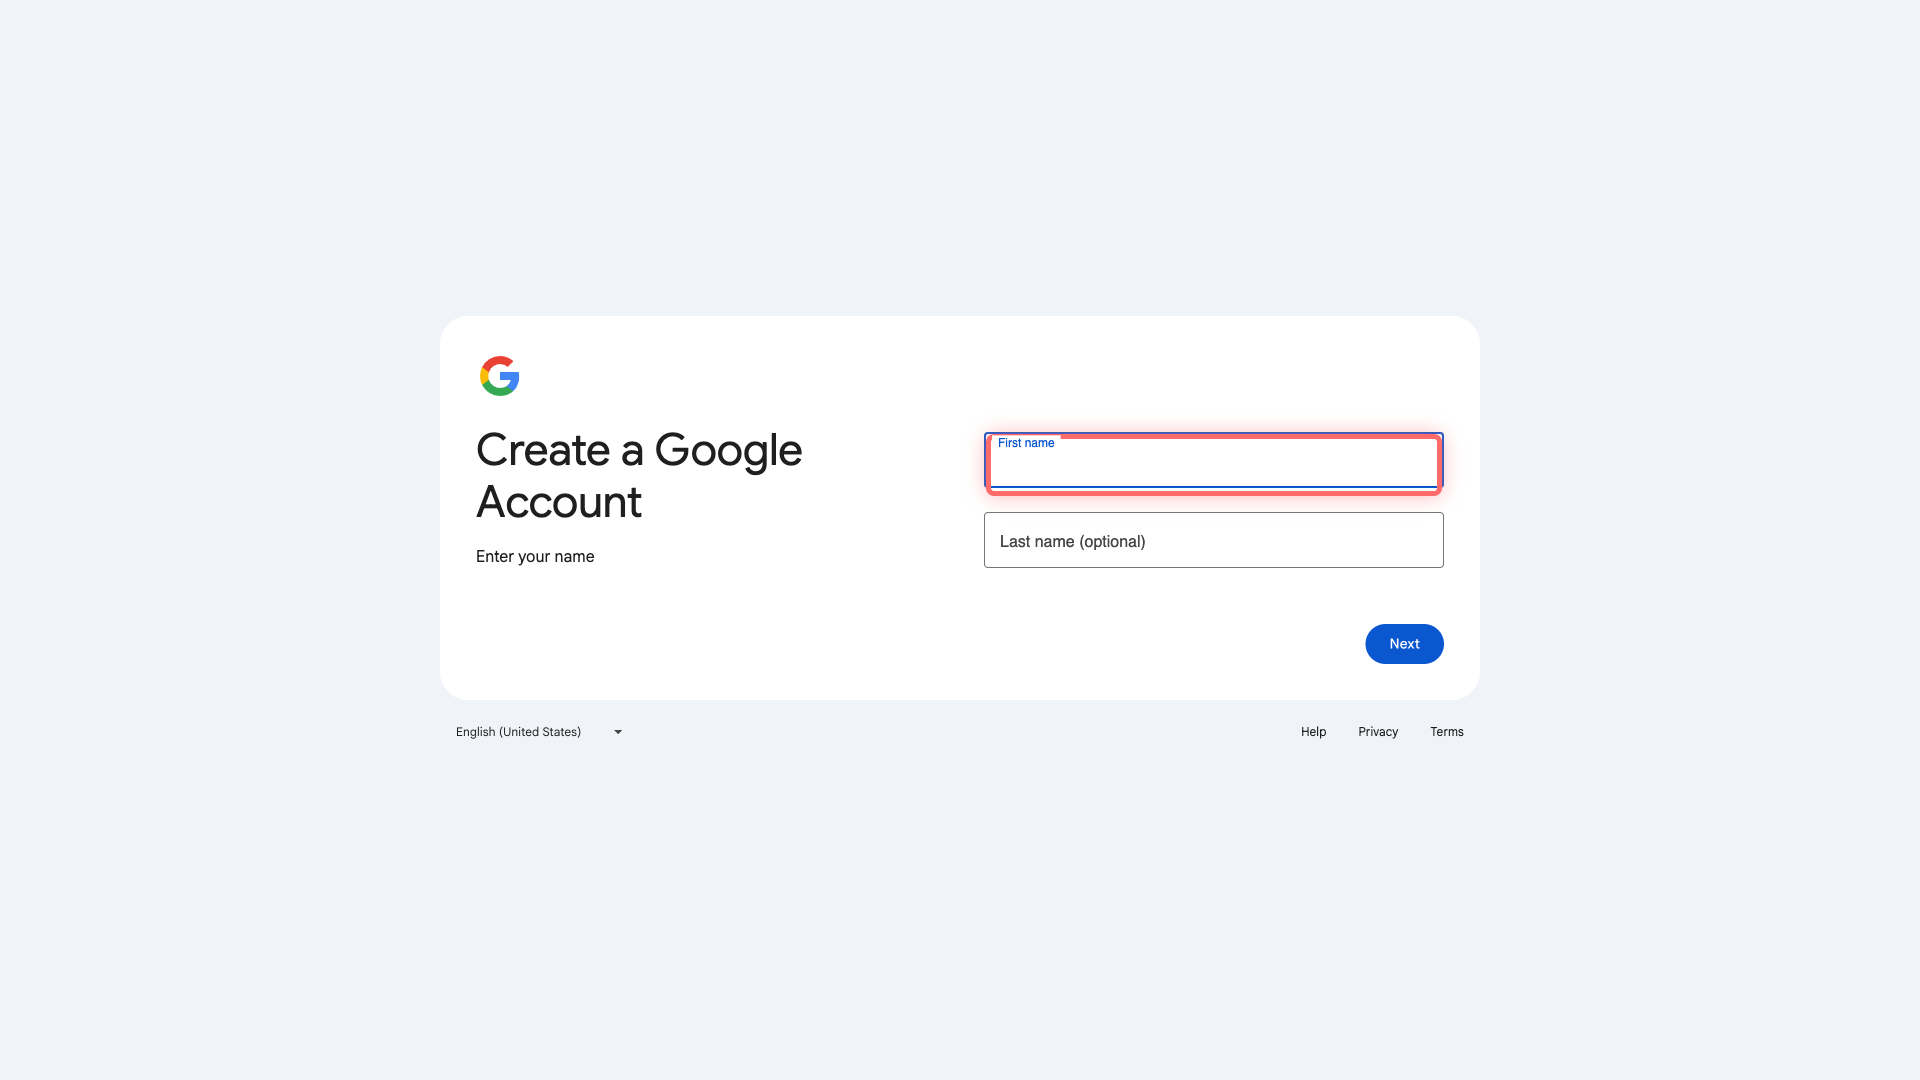 Create a Google
Account
Enter your name
First name
Last name (optional)
Next
English (United States)
Help
Privacy
Terms